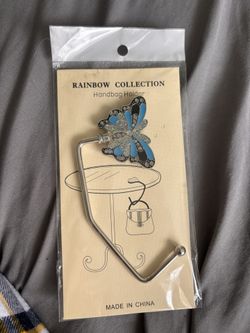 RAINBOW COLLECTION
Handbag Holder
MADE IN CHINA